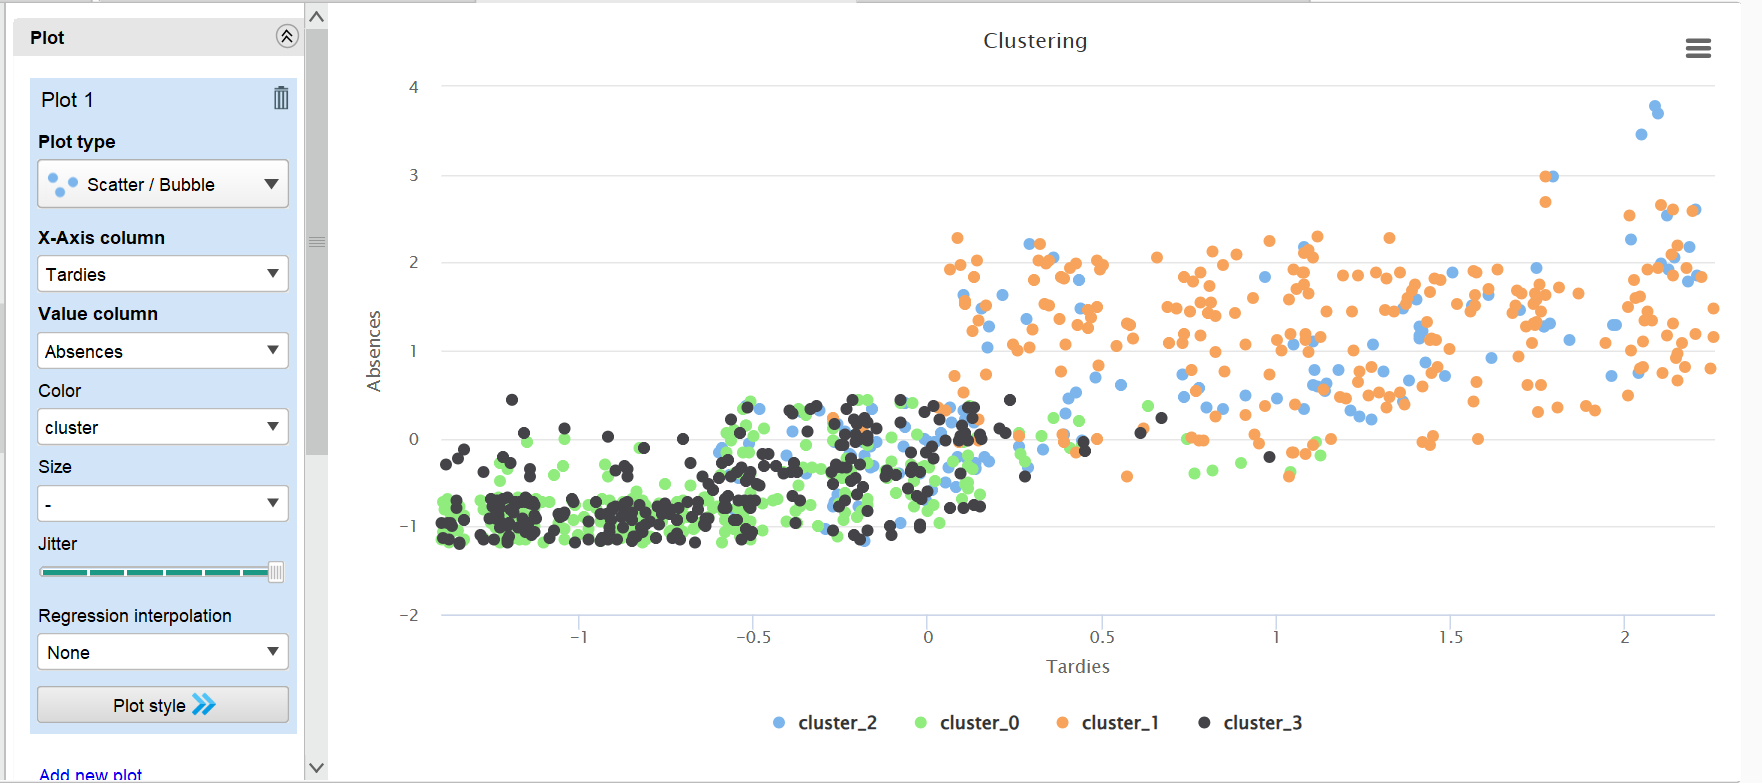 Plot
Plot 1
Plot type
Scatter / Bubble
X-Axis column
Tardies
Value column
Absences
Color
cluster
Size
-
Jitter
Regression interpolation
None
Plot style
Add new plot
Clustering
4
3
2
1
0
−1
−2
Absences
−1
−0.5
0
0.5
1
1.5
2
Tardies
cluster_2
cluster_0
cluster_1
cluster_3